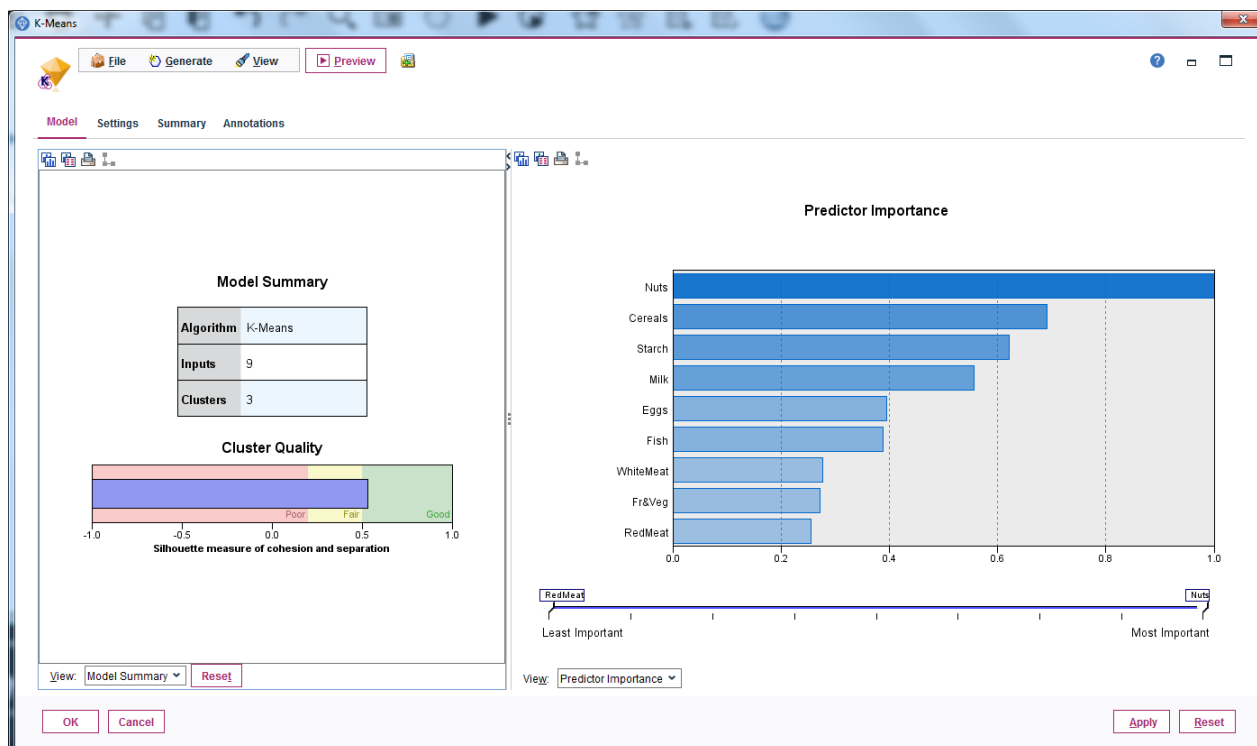 K-Means
File Generate View Preview
Model Settings Summary Annotations
Model Summary
Algorithm K-Means
Inputs 9
Clusters 3
Cluster Quality
Poor Fair Good
-1.0 -0.5 0.0 0.5 1.0
Silhouette measure of cohesion and separation
View: Model Summary Reset
Predictor Importance
Nuts
Cereals
Starch
Milk
Eggs
Fish
WhiteMeat
Fr&Veg
RedMeat
0.0 0.2 0.4 0.6 0.8 1.0
RedMeat Nuts
Least Important Most Important
View: Predictor Importance
OK Cancel Apply Reset